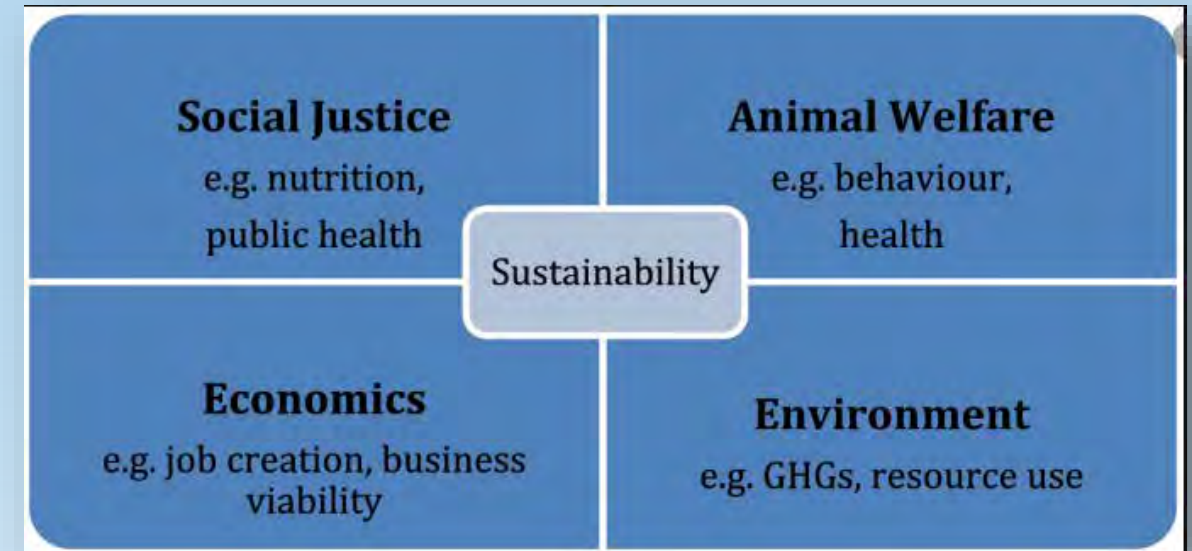 Social Justice
e.g. nutrition,
public health
Animal Welfare
e.g. behaviour,
health
Sustainability
Economics
e.g. job creation, business
viability
Environment
e.g. GHGs, resource use